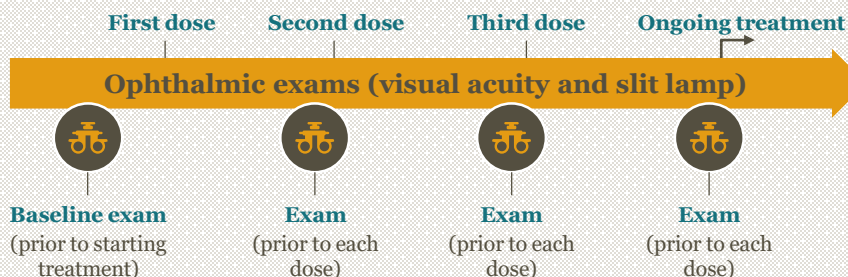 First dose
Second dose
Third dose
Ongoing treatment
Ophthalmic exams (visual acuity and slit lamp)
Baseline exam
(prior to starting
treatment)
Exam
(prior to each
dose)
Exam
(prior to each
dose)
Exam
(prior to each
dose)